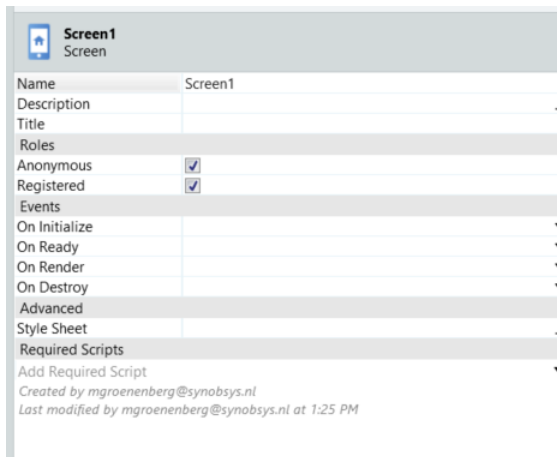 Screen1
Screen
Name Screen1
Description
Title
Roles
Anonymous
Registered
Events
On Initialize
On Ready
On Render
On Destroy
Advanced
Style Sheet
Required Scripts
Add Required Script
Created by mgroenenberg@synobsys.nl
Last modified by mgroenenberg@synobsys.nl at 1:25 PM